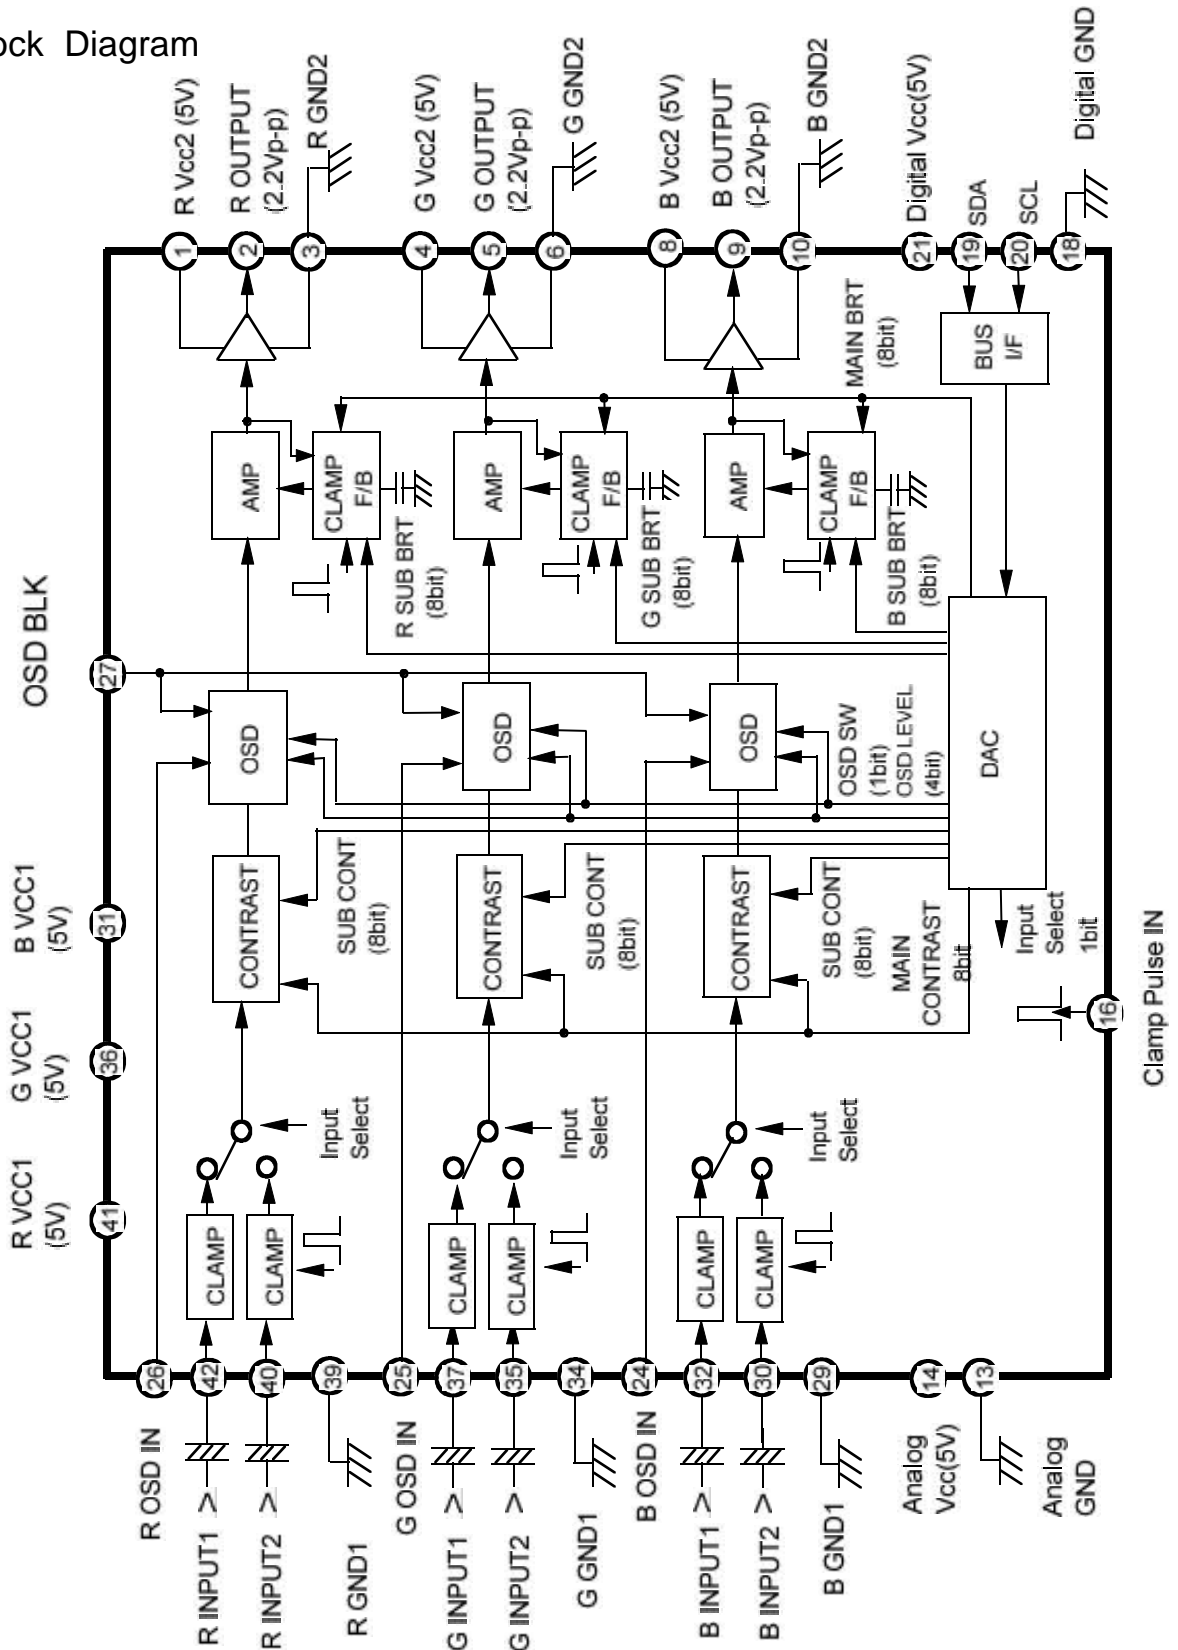 ock Diagram
R Vcc2 (5V)
R OUTPUT
(2.2Vp-p)
R GND2
G Vcc2 (5V)
G OUTPUT
(2.2Vp-p)
G GND2
B Vcc2 (5V)
B OUTPUT
(2.2Vp-p)
B GND2
Digital Vcc(5V)
SDA
SCL
Digital GND
1
2
3
4
5
6
8
9
10
21
19
20
18
MAIN BRT
(8bit)
BUS
I/F
AMP
CLAMP
F/B
AMP
CLAMP
F/B
AMP
CLAMP
F/B
R SUB BRT
(8bit)
G SUB BRT
(8bit)
B SUB BRT
(8bit)
OSD BLK
27
OSD
OSD
OSD
OSD SW
(1bit)
OSD LEVEL
(4bit)
DAC
B VCC1
(5V)
31
CONTRAST
SUB CONT
(8bit)
CONTRAST
SUB CONT
(8bit)
CONTRAST
SUB CONT
(8bit)
MAIN
CONTRAST
8bit
Input
Select
1bit
G VCC1
(5V)
36
16
Clamp Pulse IN
R VCC1
(5V)
41
Input
Select
Input
Select
Input
Select
CLAMP
CLAMP
CLAMP
CLAMP
CLAMP
CLAMP
26
42
40
39
25
37
35
34
24
32
30
29
14
13
R OSD IN
R INPUT1
R INPUT2
R GND1
G OSD IN
G INPUT1
G INPUT2
G GND1
B OSD IN
B INPUT1
B INPUT2
B GND1
Analog
Vcc(5V)
Analog
GND